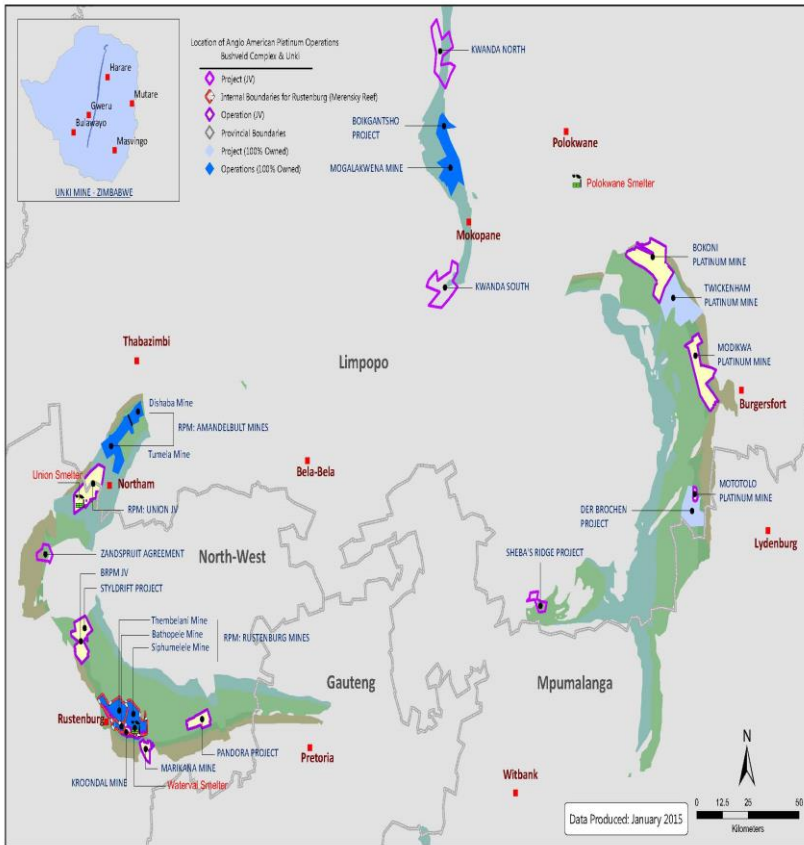 Harare
Mutare
Gweru
Bulawayo
Masvingo
UNKI MINE - ZIMBABWE
Location of Anglo American Platinum Operations
Bushveld Complex & Unki
Project (JV)
Internal Boundaries for Rustenburg (Merensky Reef)
Operation (JV)
Provincial Boundaries
Project (100% Owned)
Operations (100% Owned)
KWANDA NORTH
BOIKGANTSHO
PROJECT
MOGALAKWENA MINE
Polokwane
Polokwane Smelter
Mokopane
KWANDA SOUTH
BOKONI
PLATINUM MINE
TWICKENHAM
PLATINUM MINE
MODIKWA
PLATINUM MINE
Burgersfort
Thabazimbi
Limpopo
Dishaba Mine
RPM: AMANDELBULT MINES
Tumela Mine
Union Smelter
Northam
RPM: UNION JV
Bela-Bela
MOTOTOLO
PLATINUM MINE
DER BROCHEN
PROJECT
Lydenburg
ZANDSPRUIT AGREEMENT
North-West
SHEBA'S RIDGE PROJECT
BRPM JV
STYLDRIFT PROJECT
Thembelani Mine
Bathopele Mine
Siphumelele Mine
RPM: RUSTENBURG MINES
Gauteng
Mpumalanga
Rustenburg
PANDORA PROJECT
Pretoria
MARIKANA MINE
KROONDAL MINE
Waterval Smelter
Witbank
N
Data Produced: January 2015
0 12.5 25 50
Kilometers